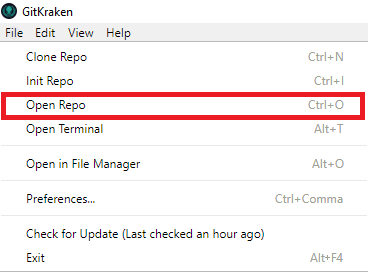 GitKraken
File Edit View Help
Clone Repo Ctrl+N
Init Repo Ctrl+I
Open Repo Ctrl+O
Open Terminal Alt+T
Open in File Manager Alt+O
Preferences... Ctrl+Comma
Check for Update (Last checked an hour ago)
Exit Alt+F4